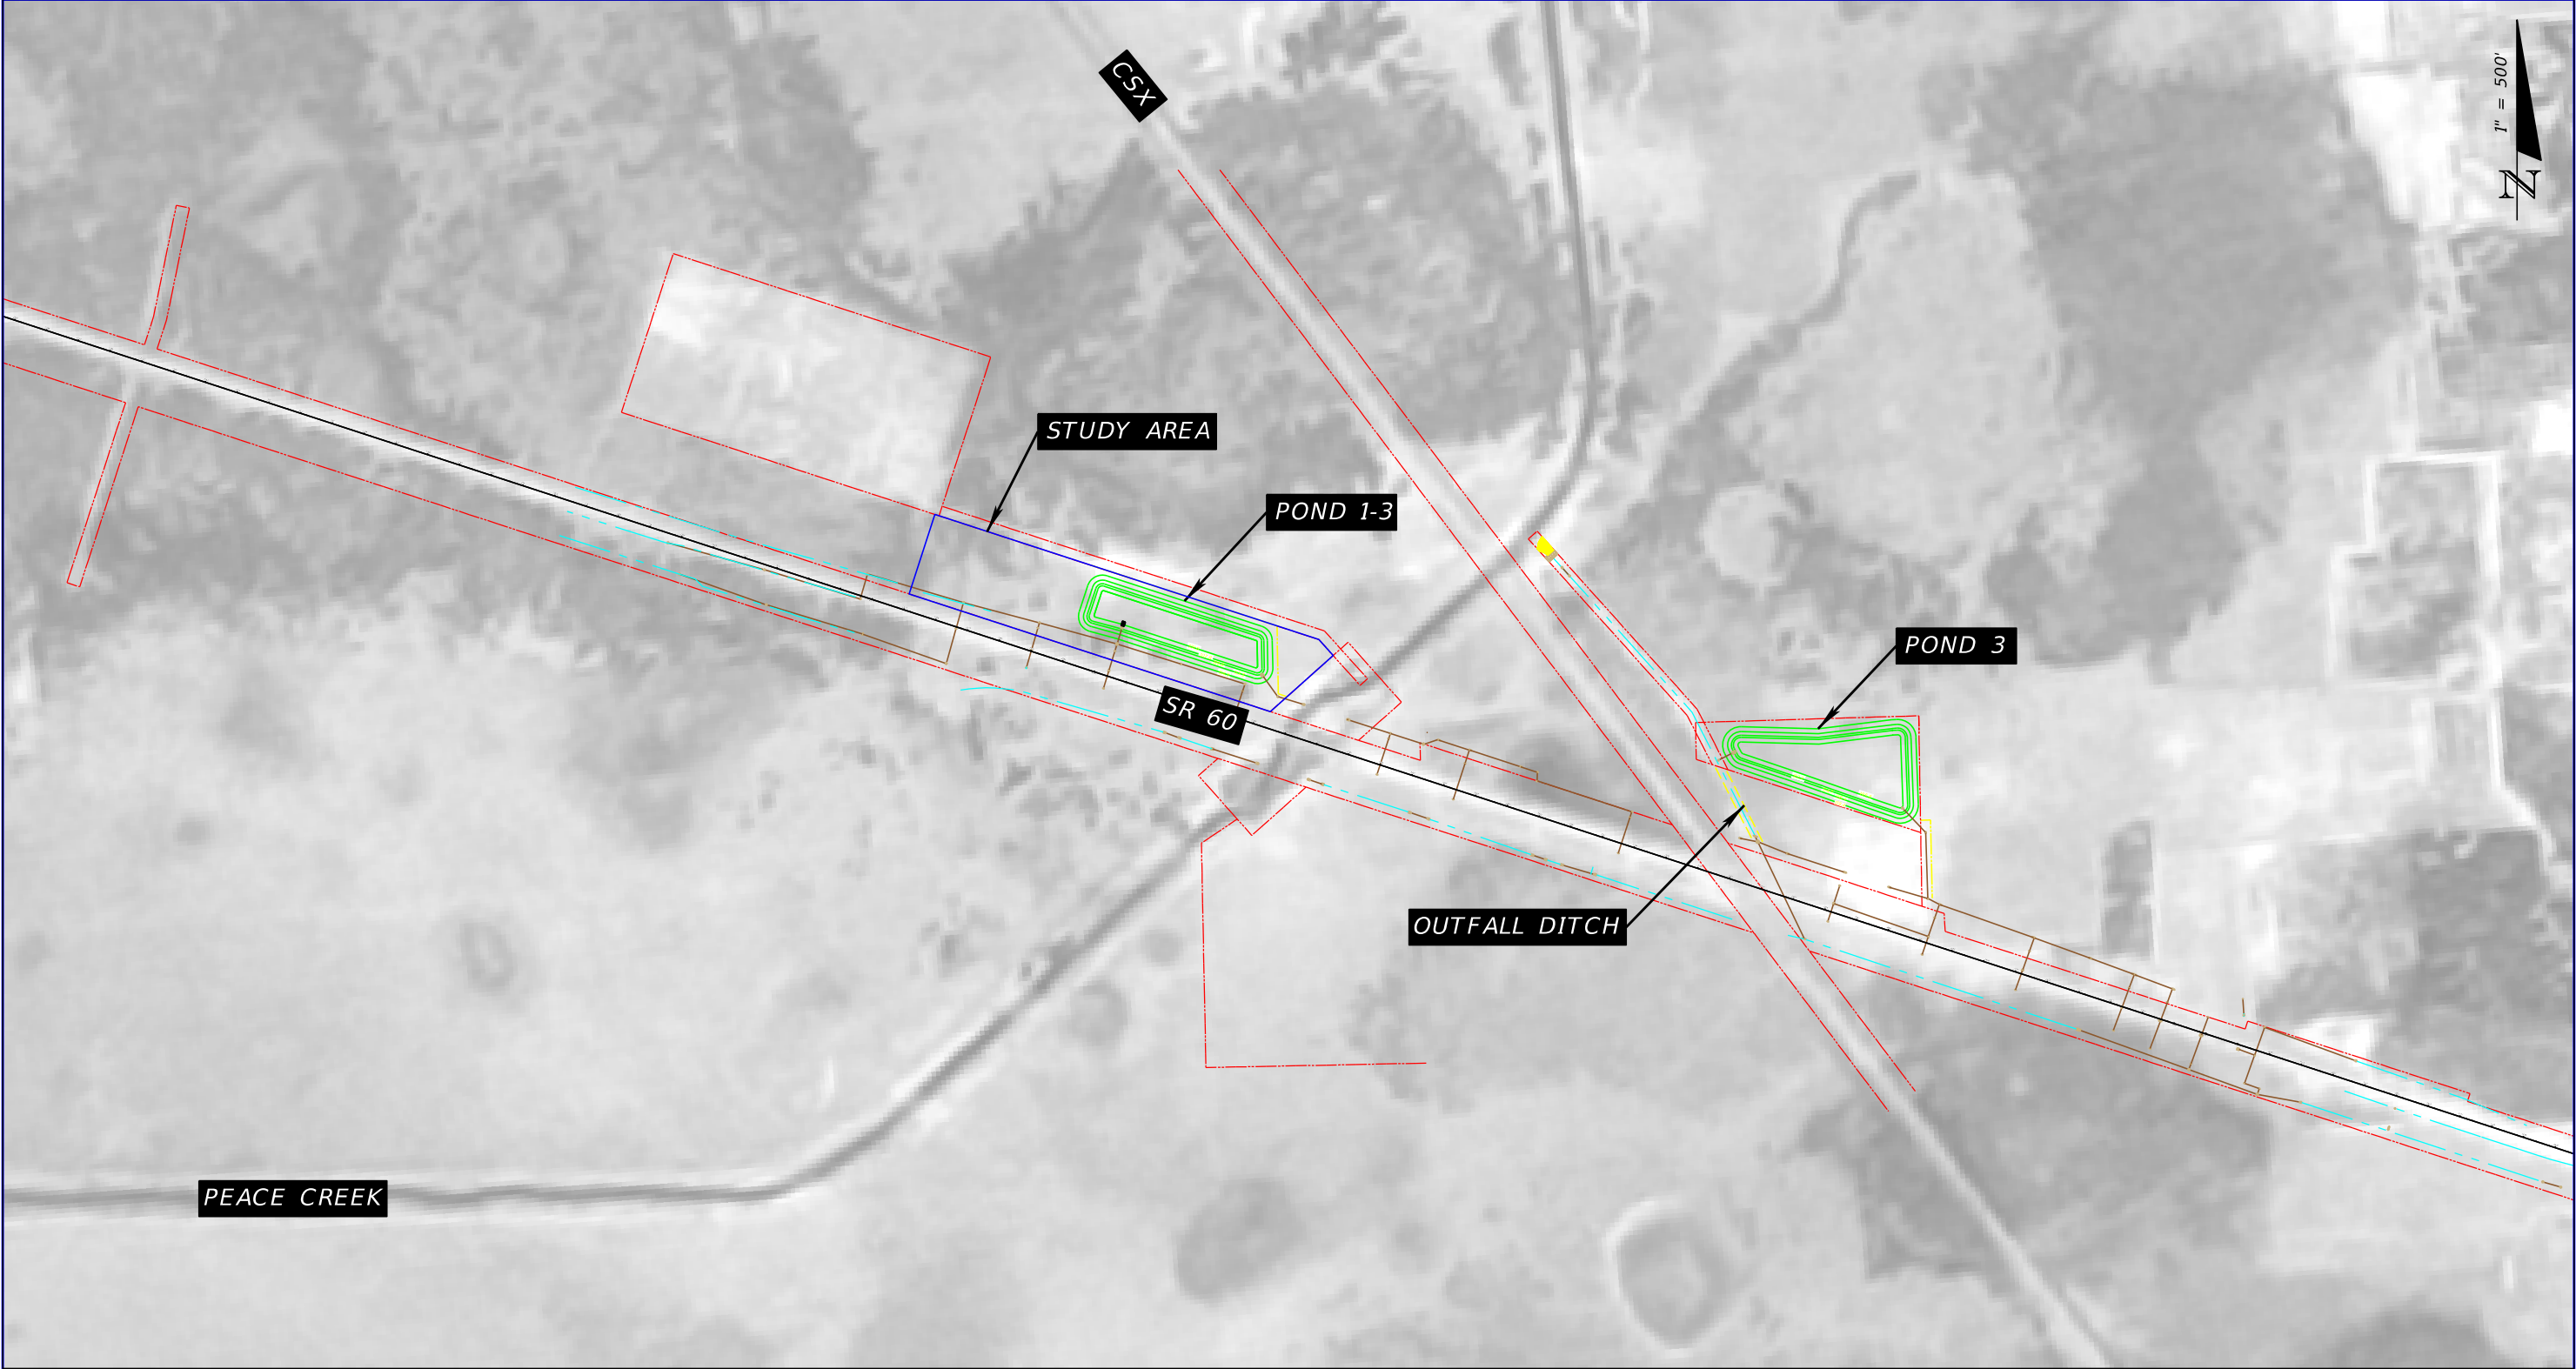 CSX
1" = 500'
N
STUDY AREA
POND 1-3
POND 3
SR 60
OUTFALL DITCH
PEACE CREEK